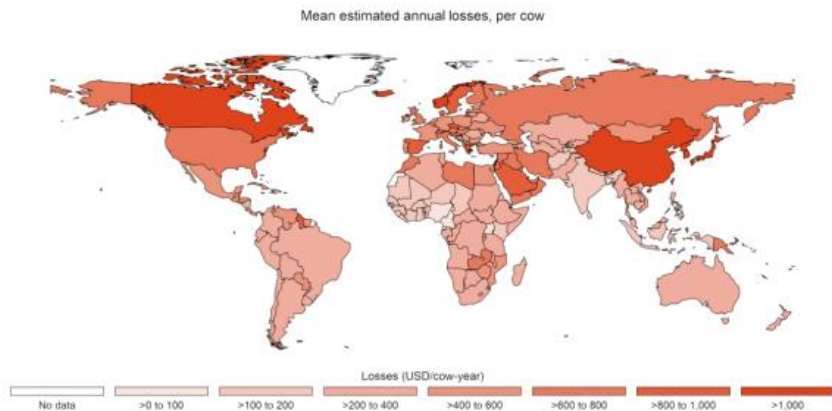 Mean estimated annual losses, per cow
Losses (USD/cow-year)
No data
>0 to 100
>100 to 200
>200 to 400
>400 to 600
>600 to 800
>800 to 1,000
>1,000